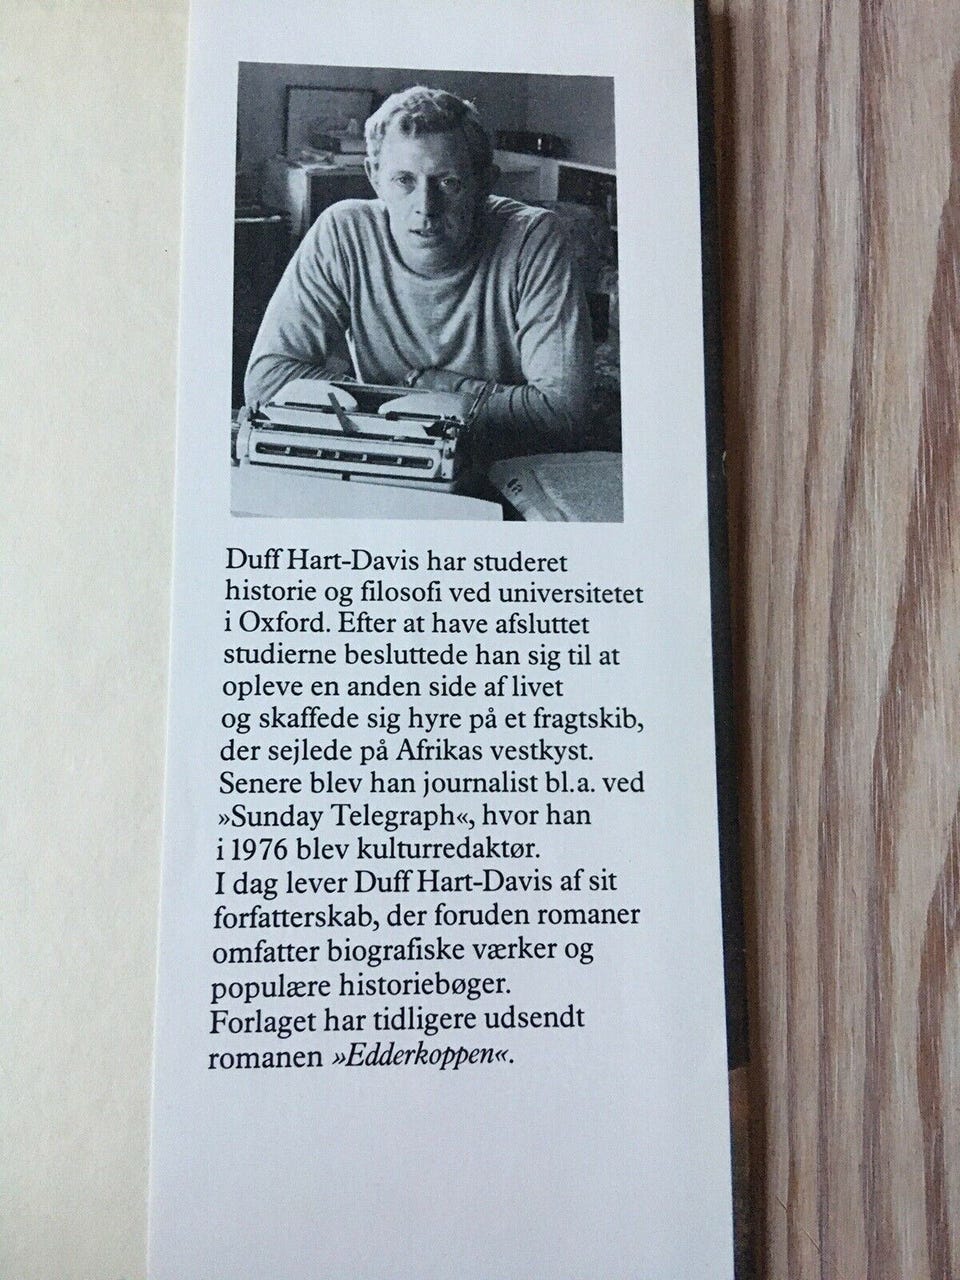 Duff Hart-Davis har studeret
historie og filosofi ved universitetet
i Oxford. Efter at have afsluttet
studierne besluttede han sig til at
opleve en anden side af livet
og skaffede sig hyre på et fragtskib,
der sejlede på Afrikas vestkyst.
Senere blev han journalist bl.a. ved
»Sunday Telegraph«, hvor han
i 1976 blev kulturredaktør.
I dag lever Duff Hart-Davis af sit
forfatterskab, der foruden romaner
omfatter biografiske værker og
populære historiebøger.
Forlaget har tidligere udsendt
romanen »Edderkoppen«.